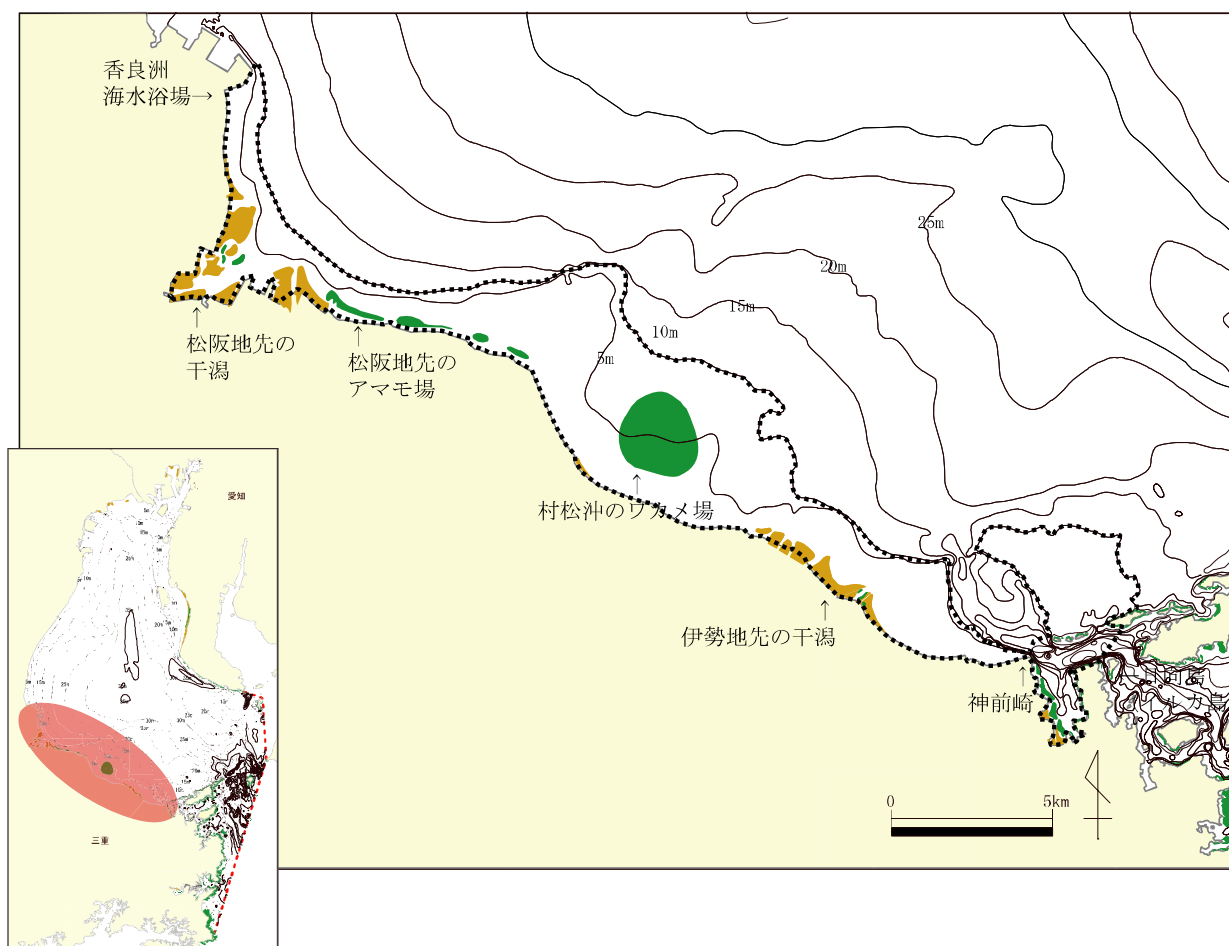 香良洲
海水浴場→
25m
20m
15m
10m
5m
↑
松阪地先の
干潟
↑
松阪地先の
アマモ場
↑
村松沖のワカメ場
↑
伊勢地先の干潟
↑
神前崎
0
5km
愛知
三重